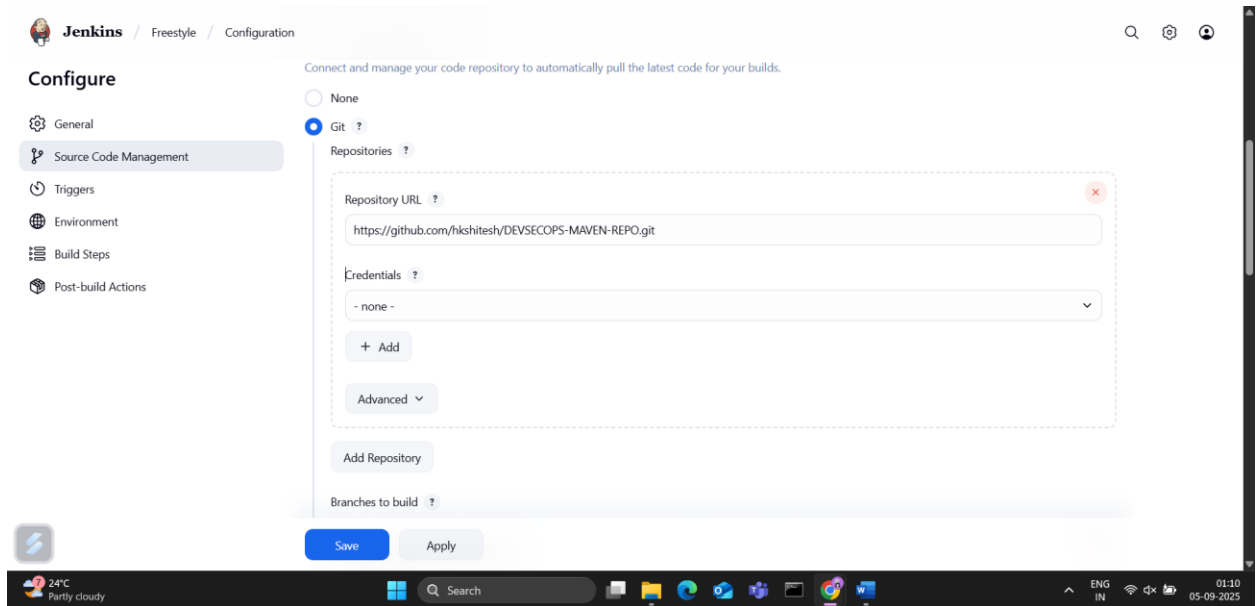 Jenkins / Freestyle / Configuration
Configure
General
Source Code Management
Triggers
Environment
Build Steps
Post-build Actions
Connect and manage your code repository to automatically pull the latest code for your builds.
None
Git ?
Repositories ?
Repository URL ?
https://github.com/hkshitesh/DEVSECOPS-MAVEN-REPO.git
Credentials ?
- none -
+ Add
Advanced
Add Repository
Branches to build ?
Save
Apply
7
24°C
Partly cloudy
Search
ENG
IN
01:10
05-09-2025